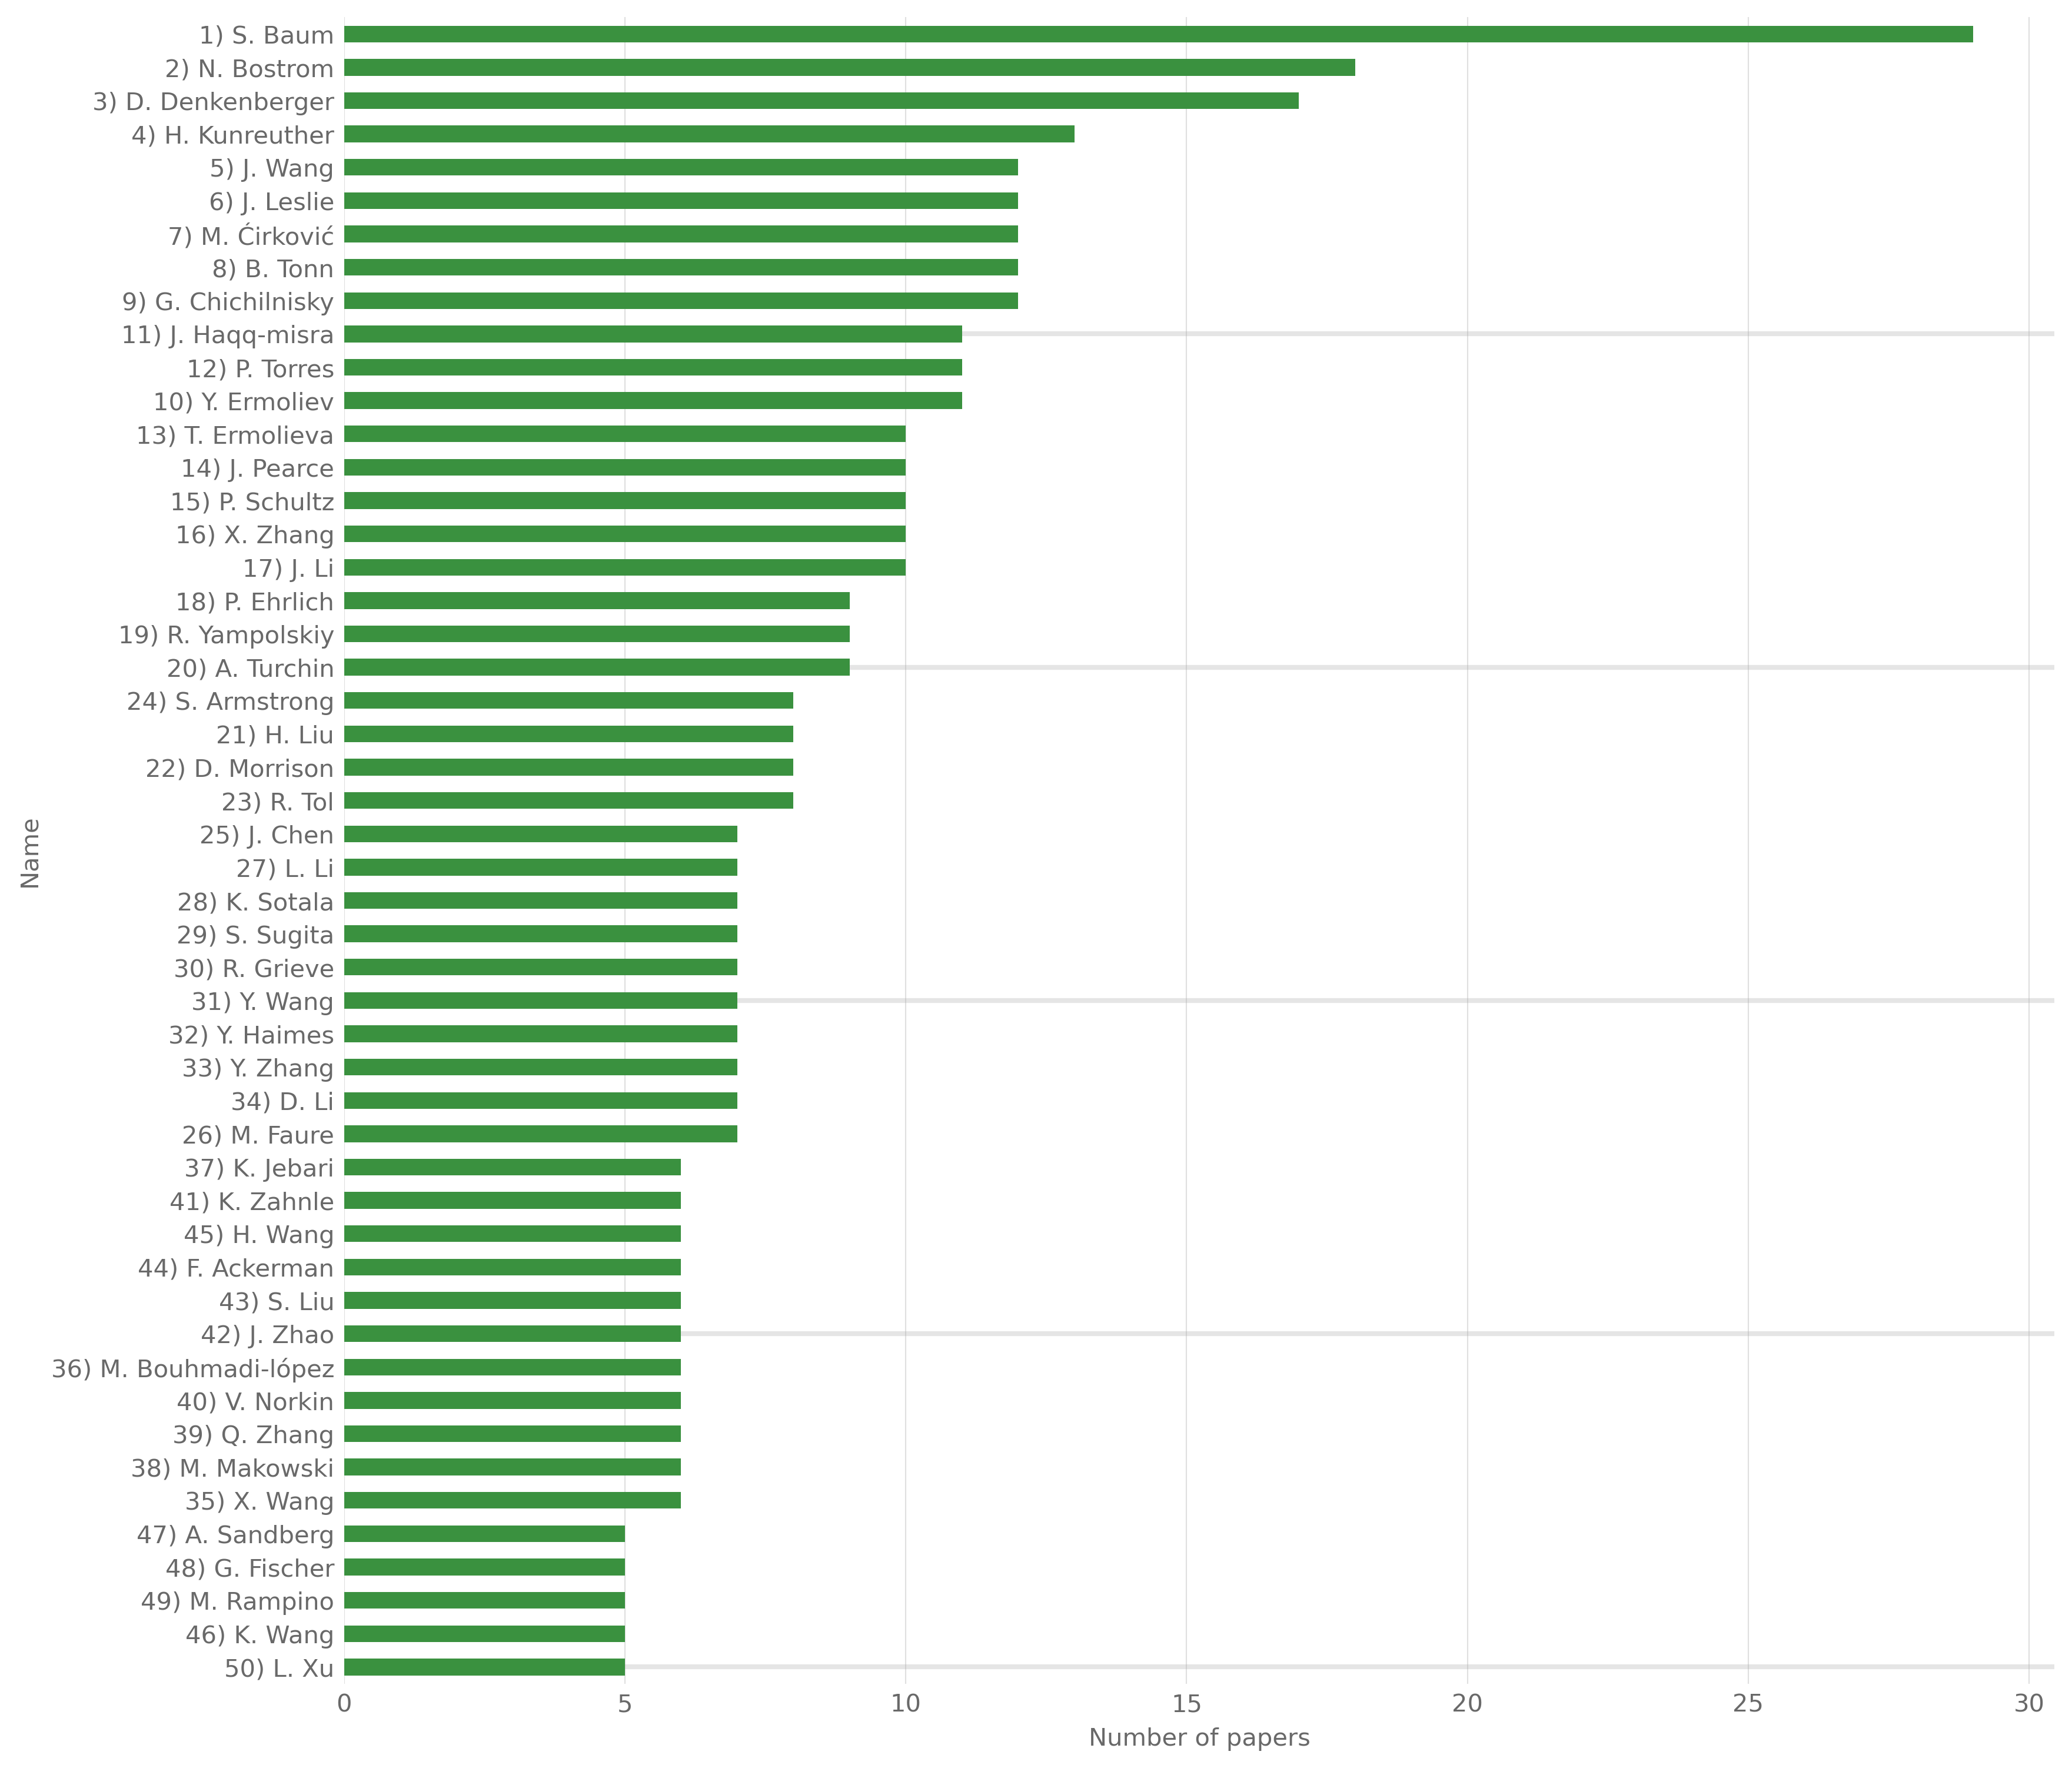 1) S. Baum
2) N. Bostrom
3) D. Denkenberger
4) H. Kunreuther
5) J. Wang
6) J. Leslie
7) M. Ćirković
8) B. Tonn
9) G. Chichilnisky
11) J. Haqq-misra
12) P. Torres
10) Y. Ermoliev
13) T. Ermolieva
14) J. Pearce
15) P. Schultz
16) X. Zhang
17) J. Li
18) P. Ehrlich
19) R. Yampolskiy
20) A. Turchin
24) S. Armstrong
21) H. Liu
22) D. Morrison
23) R. Tol
25) J. Chen
27) L. Li
28) K. Sotala
29) S. Sugita
30) R. Grieve
31) Y. Wang
32) Y. Haimes
33) Y. Zhang
34) D. Li
26) M. Faure
37) K. Jebari
41) K. Zahnle
45) H. Wang
44) F. Ackerman
43) S. Liu
42) J. Zhao
36) M. Bouhmadi-lópez
40) V. Norkin
39) Q. Zhang
38) M. Makowski
35) X. Wang
47) A. Sandberg
48) G. Fischer
49) M. Rampino
46) K. Wang
50) L. Xu
Name
0 5 10 15 20 25 30
Number of papers